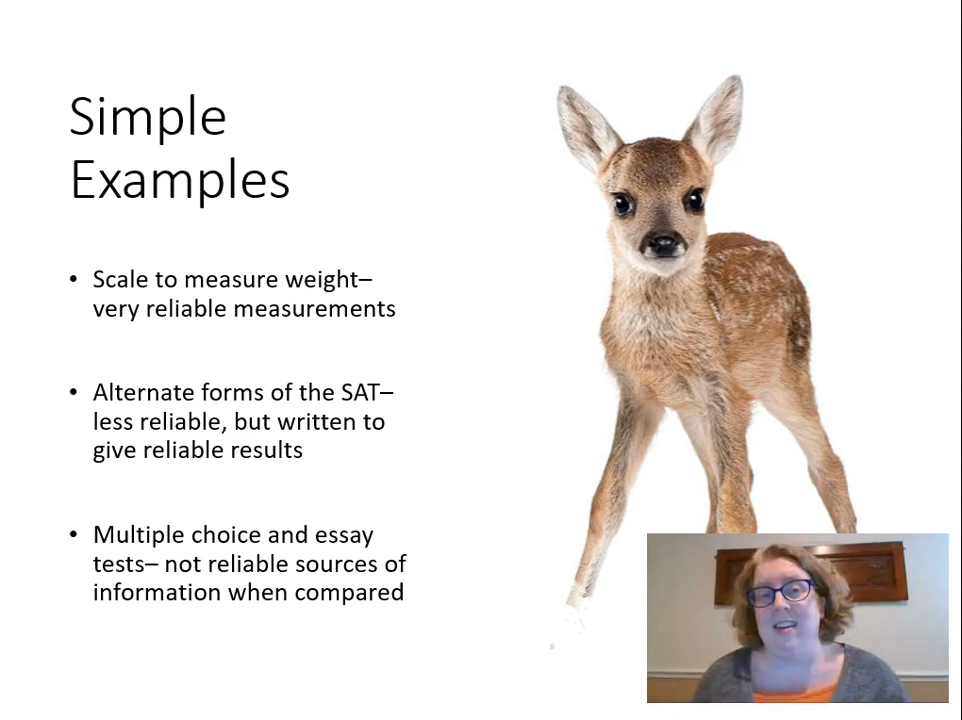 Simple
Examples
• Scale to measure weight–
very reliable measurements
• Alternate forms of the SAT–
less reliable, but written to
give reliable results
• Multiple choice and essay
tests– not reliable sources of
information when compared